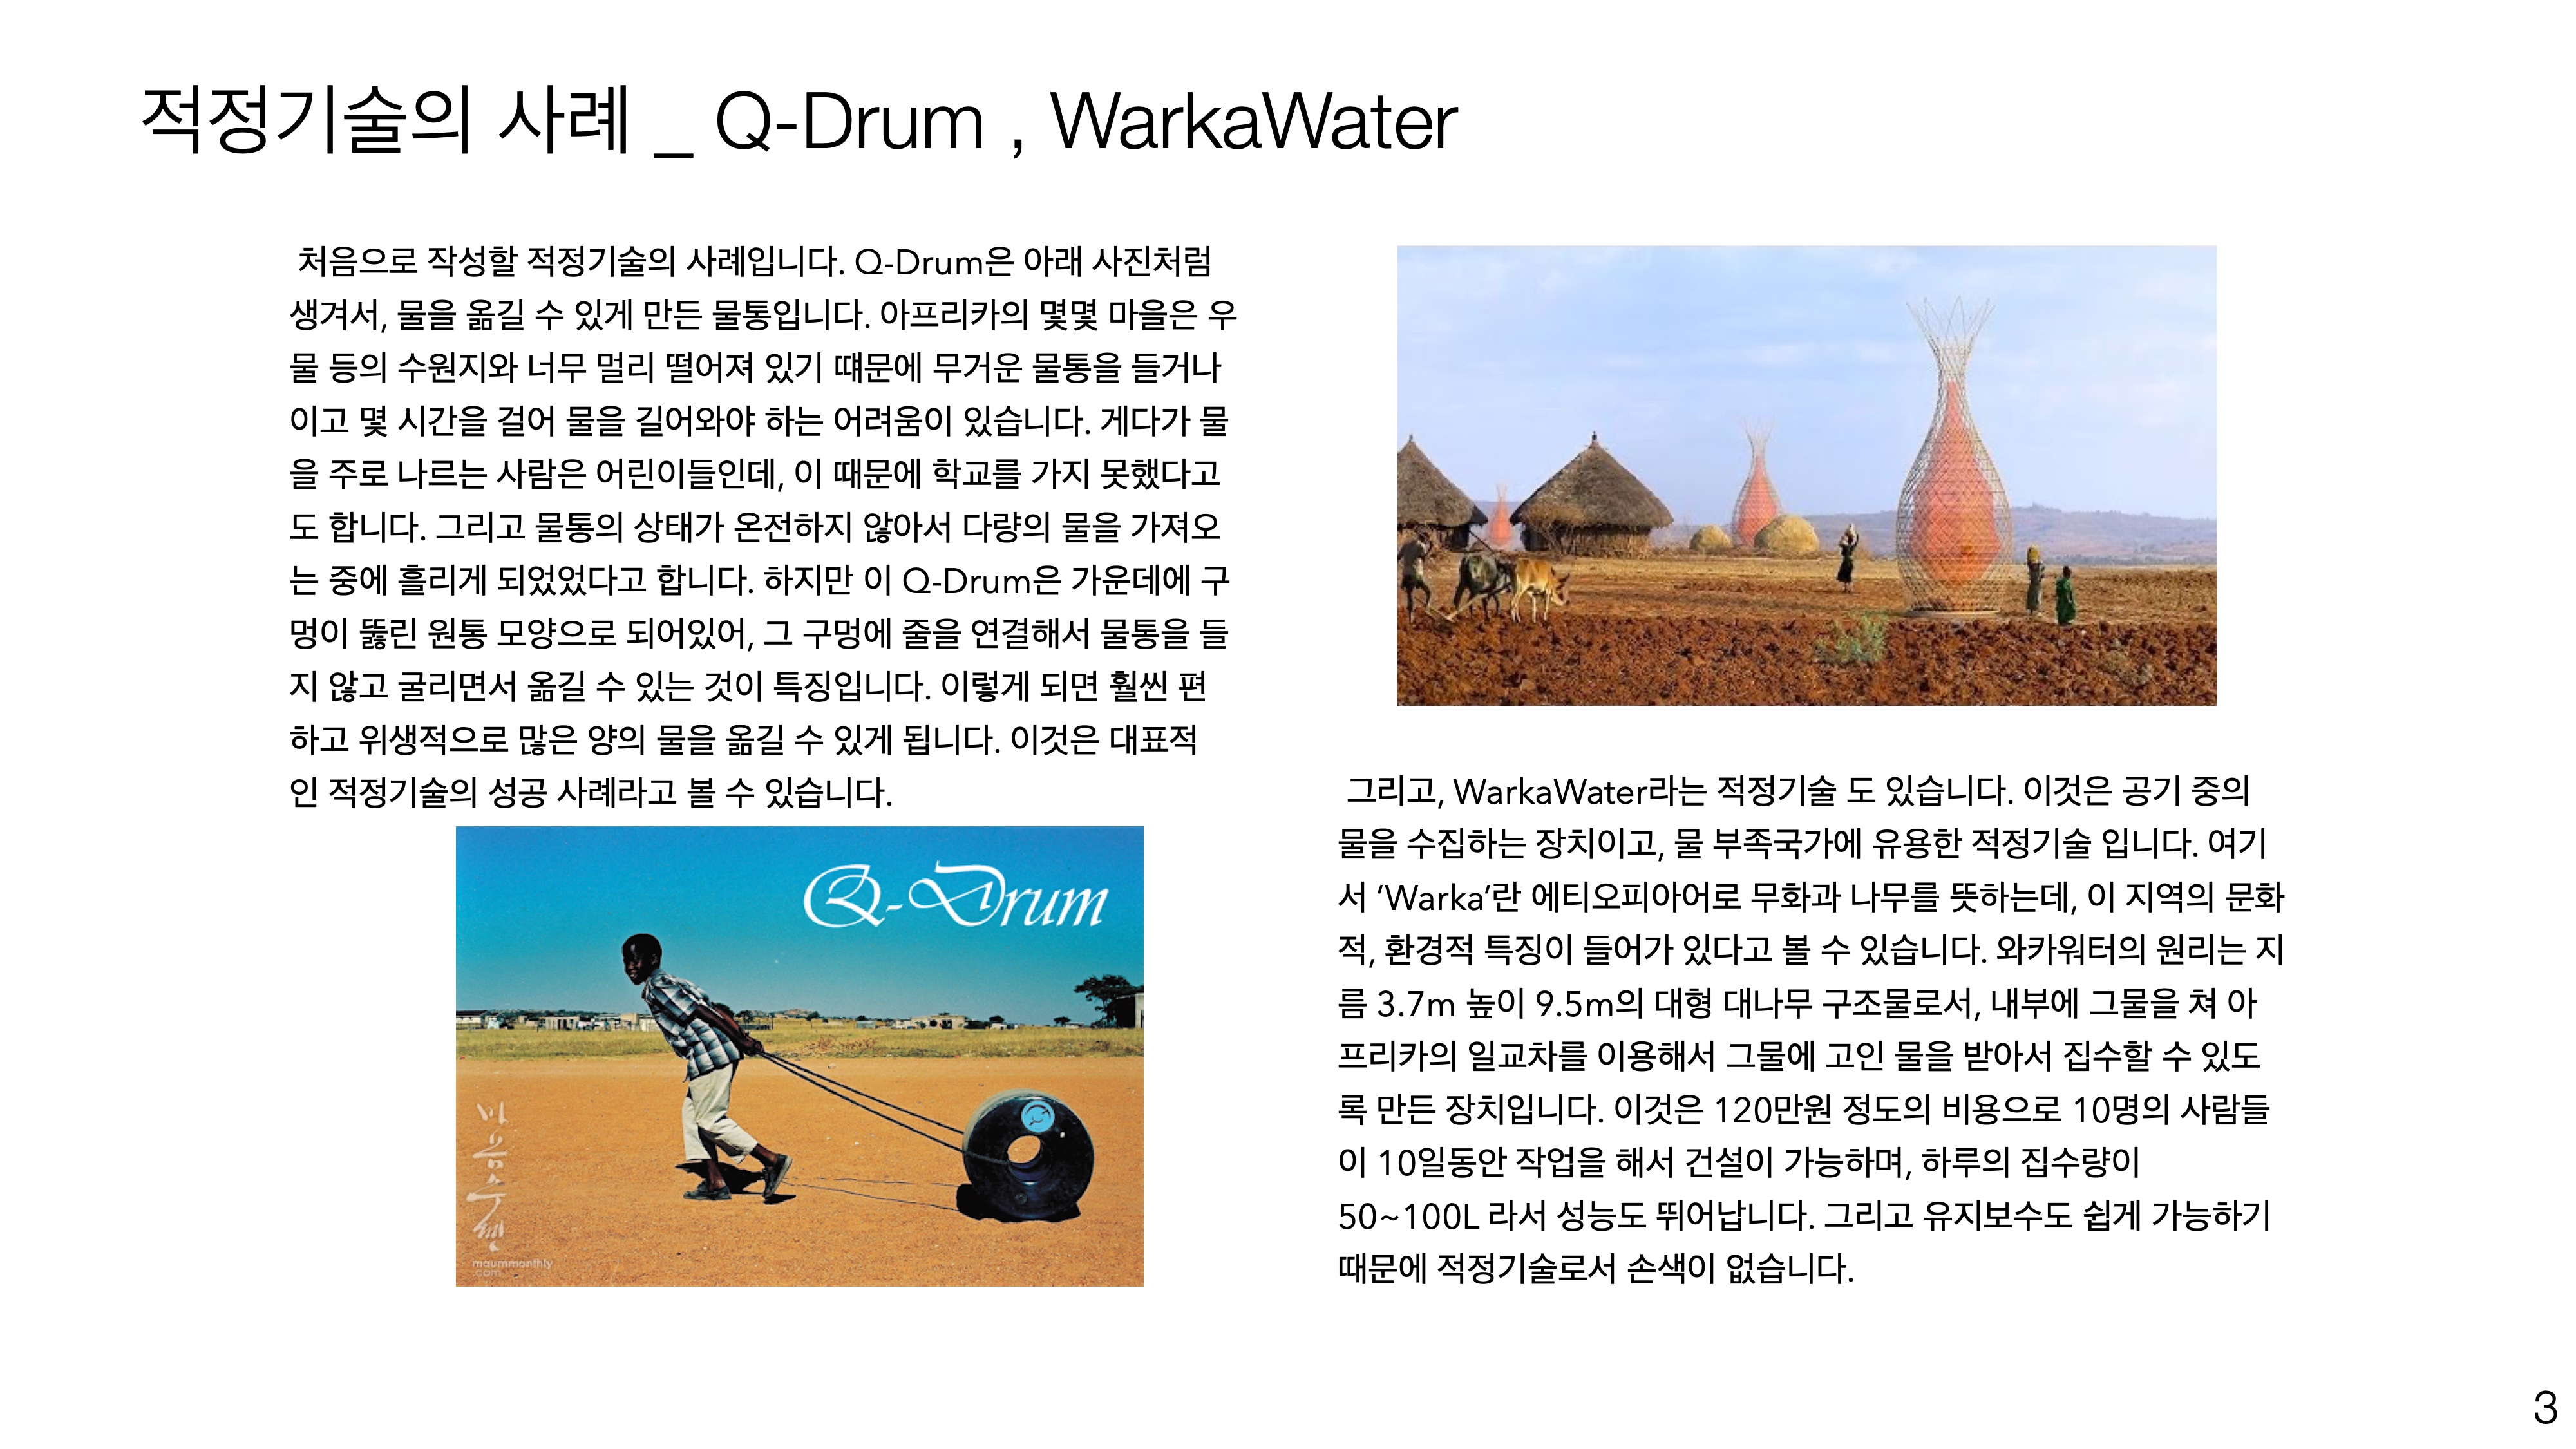 적정기술의 사례 _ Q-Drum , WarkaWater
처음으로 작성할 적정기술의 사례입니다. Q-Drum은 아래 사진처럼
생겨서, 물을 옮길 수 있게 만든 물통입니다. 아프리카의 몇몇 마을은 우
물 등의 수원지와 너무 멀리 떨어져 있기 떄문에 무거운 물통을 들거나
이고 몇 시간을 걸어 물을 길어와야 하는 어려움이 있습니다. 게다가 물
을 주로 나르는 사람은 어린이들인데, 이 때문에 학교를 가지 못했다고
도 합니다. 그리고 물통의 상태가 온전하지 않아서 다량의 물을 가져오
는 중에 흘리게 되었었다고 합니다. 하지만 이 Q-Drum은 가운데에 구
멍이 뚫린 원통 모양으로 되어있어, 그 구멍에 줄을 연결해서 물통을 들
지 않고 굴리면서 옮길 수 있는 것이 특징입니다. 이렇게 되면 훨씬 편
하고 위생적으로 많은 양의 물을 옮길 수 있게 됩니다. 이것은 대표적
인 적정기술의 성공 사례라고 볼 수 있습니다.
Q-Drum
마음수련
maummonthly
.com
그리고, WarkaWater라는 적정기술 도 있습니다. 이것은 공기 중의
물을 수집하는 장치이고, 물 부족국가에 유용한 적정기술 입니다. 여기
서 ‘Warka’란 에티오피아어로 무화과 나무를 뜻하는데, 이 지역의 문화
적, 환경적 특징이 들어가 있다고 볼 수 있습니다. 와카워터의 원리는 지
름 3.7m 높이 9.5m의 대형 대나무 구조물로서, 내부에 그물을 쳐 아
프리카의 일교차를 이용해서 그물에 고인 물을 받아서 집수할 수 있도
록 만든 장치입니다. 이것은 120만원 정도의 비용으로 10명의 사람들
이 10일동안 작업을 해서 건설이 가능하며, 하루의 집수량이
50~100L 라서 성능도 뛰어납니다. 그리고 유지보수도 쉽게 가능하기
때문에 적정기술로서 손색이 없습니다.
3